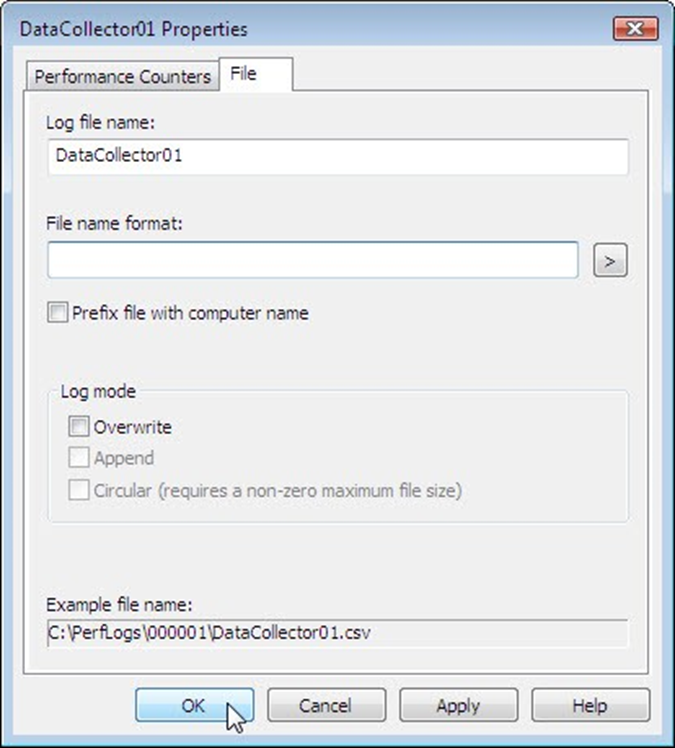 DataCollector01 Properties
Performance Counters
File
Log file name:
DataCollector01
File name format:
>
Prefix file with computer name
Log mode
Overwrite
Append
Circular (requires a non-zero maximum file size)
Example file name:
C:\PerfLogs\000001\DataCollector01.csv
OK
Cancel
Apply
Help